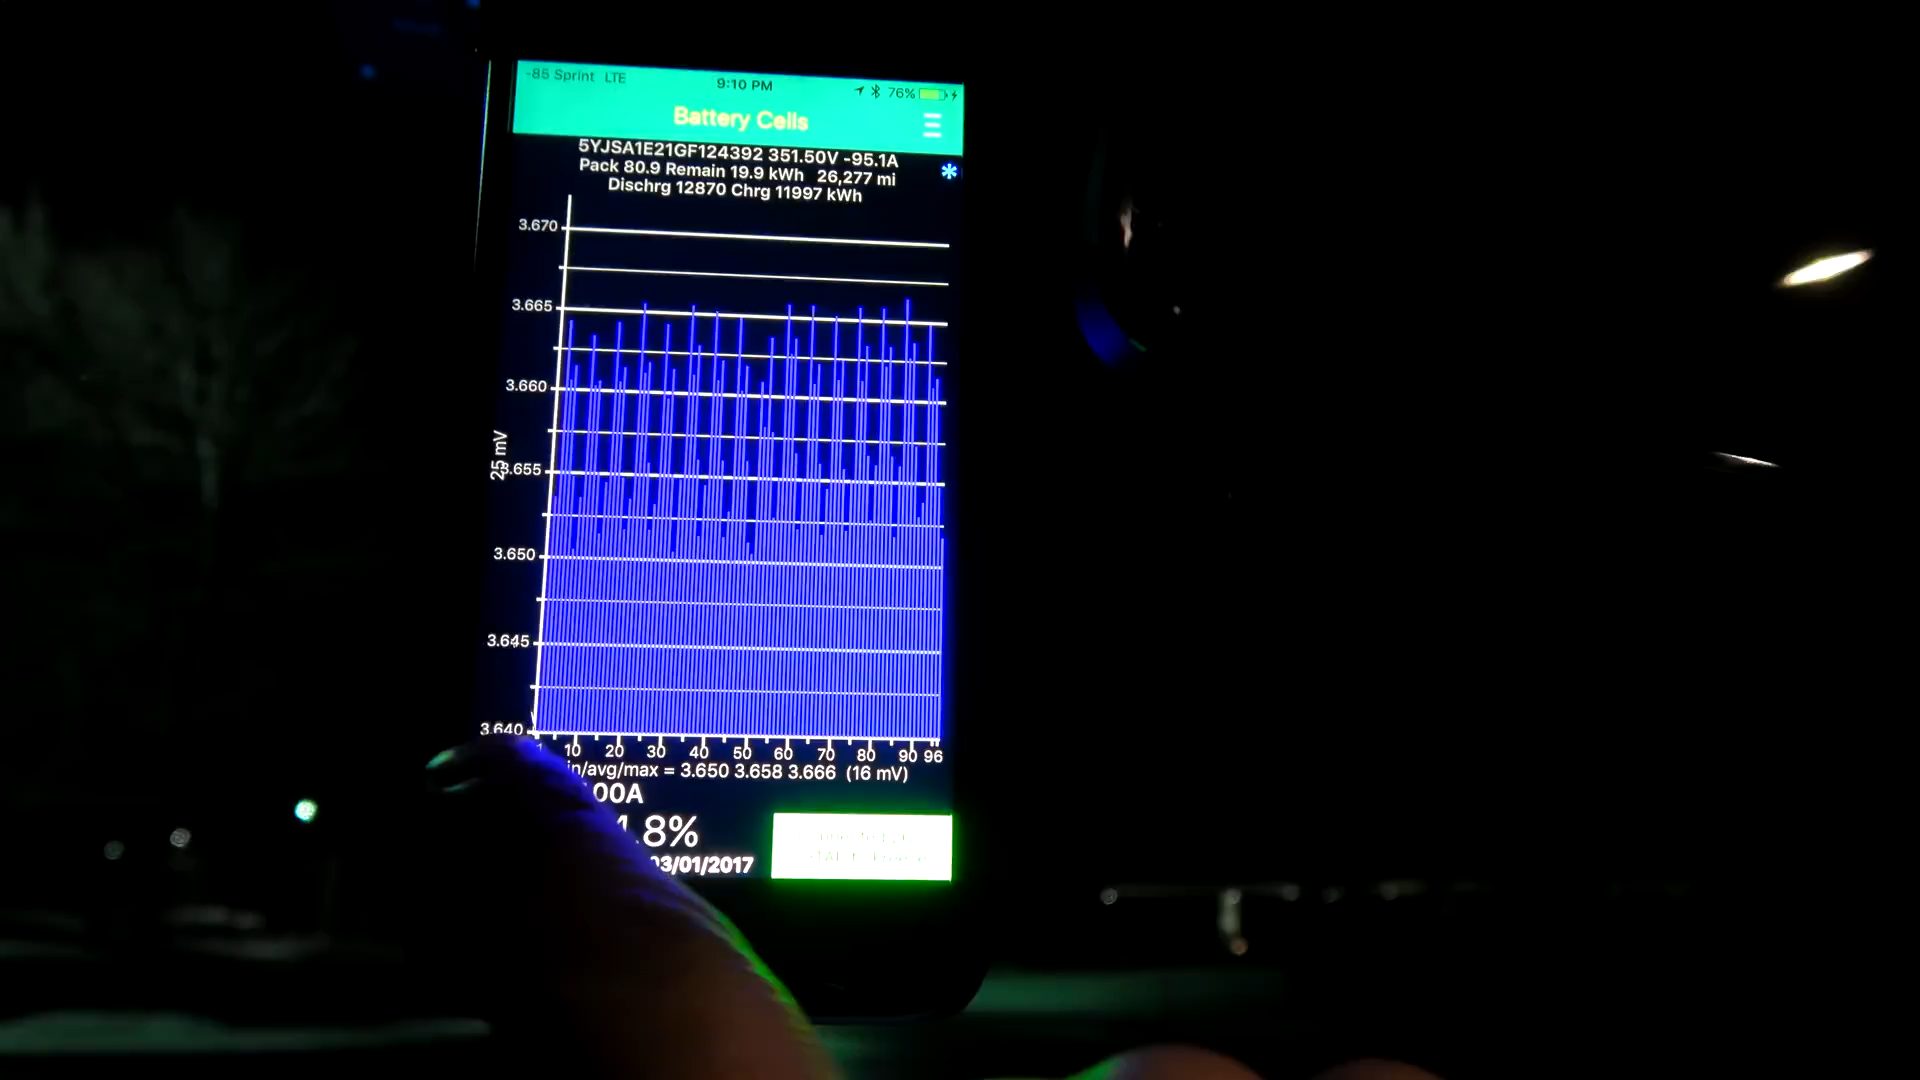 -85 Sprint LTE 9:10 PM 76%
Battery Cells
5YJSA1E21GF124392 351.50V -95.1A
Pack 80.9 Remain 19.9 kWh 26,277 mi
Dischrg 12870 Chrg 11997 kWh
3.670
3.665
3.660
25 mV
3.655
3.650
3.645
3.640
1 10 20 30 40 50 60 70 80 90 96
in/avg/max = 3.650 3.658 3.666 (16 mV)
00A
.8%
03/01/2017